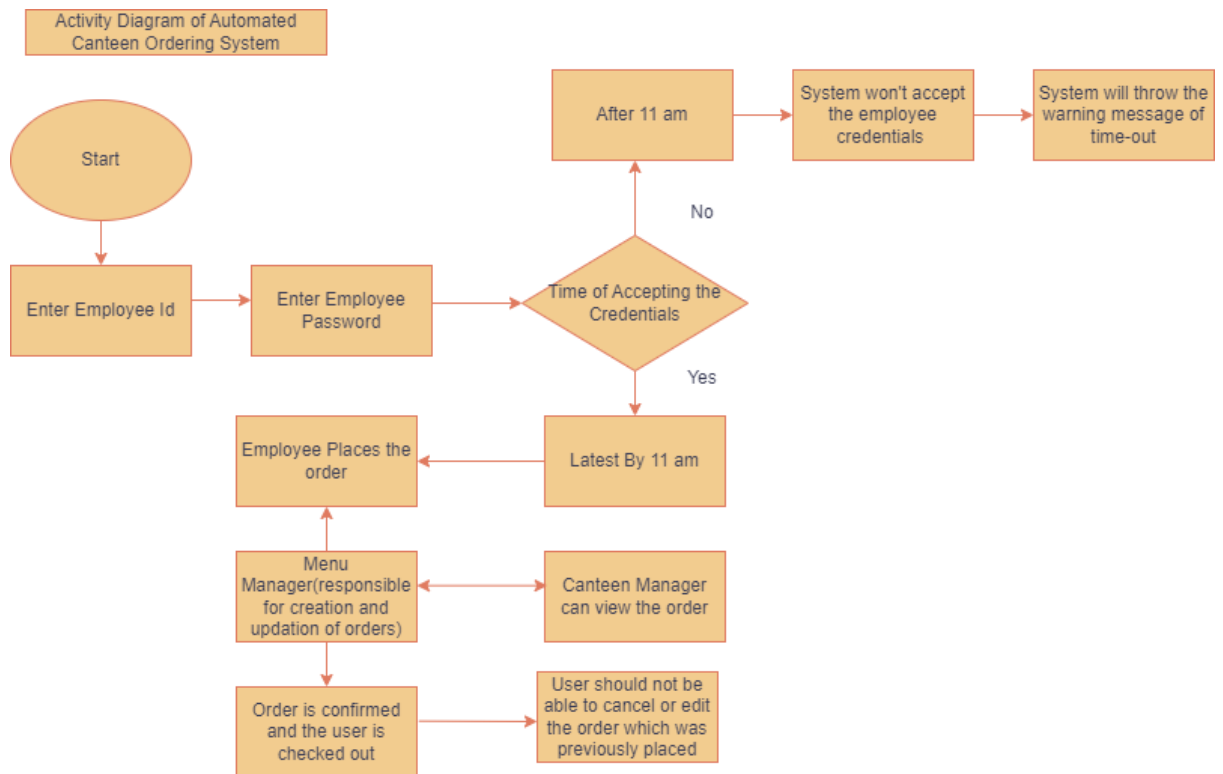 Activity Diagram of Automated
Canteen Ordering System
Start
Enter Employee Id
Enter Employee
Password
Time of Accepting the
Credentials
No
After 11 am
System won't accept
the employee
credentials
System will throw the
warning message of
time-out
Yes
Latest By 11 am
Employee Places the
order
Menu
Manager(responsible
for creation and
updation of orders)
Canteen Manager
can view the order
Order is confirmed
and the user is
checked out
User should not be
able to cancel or edit
the order which was
previously placed